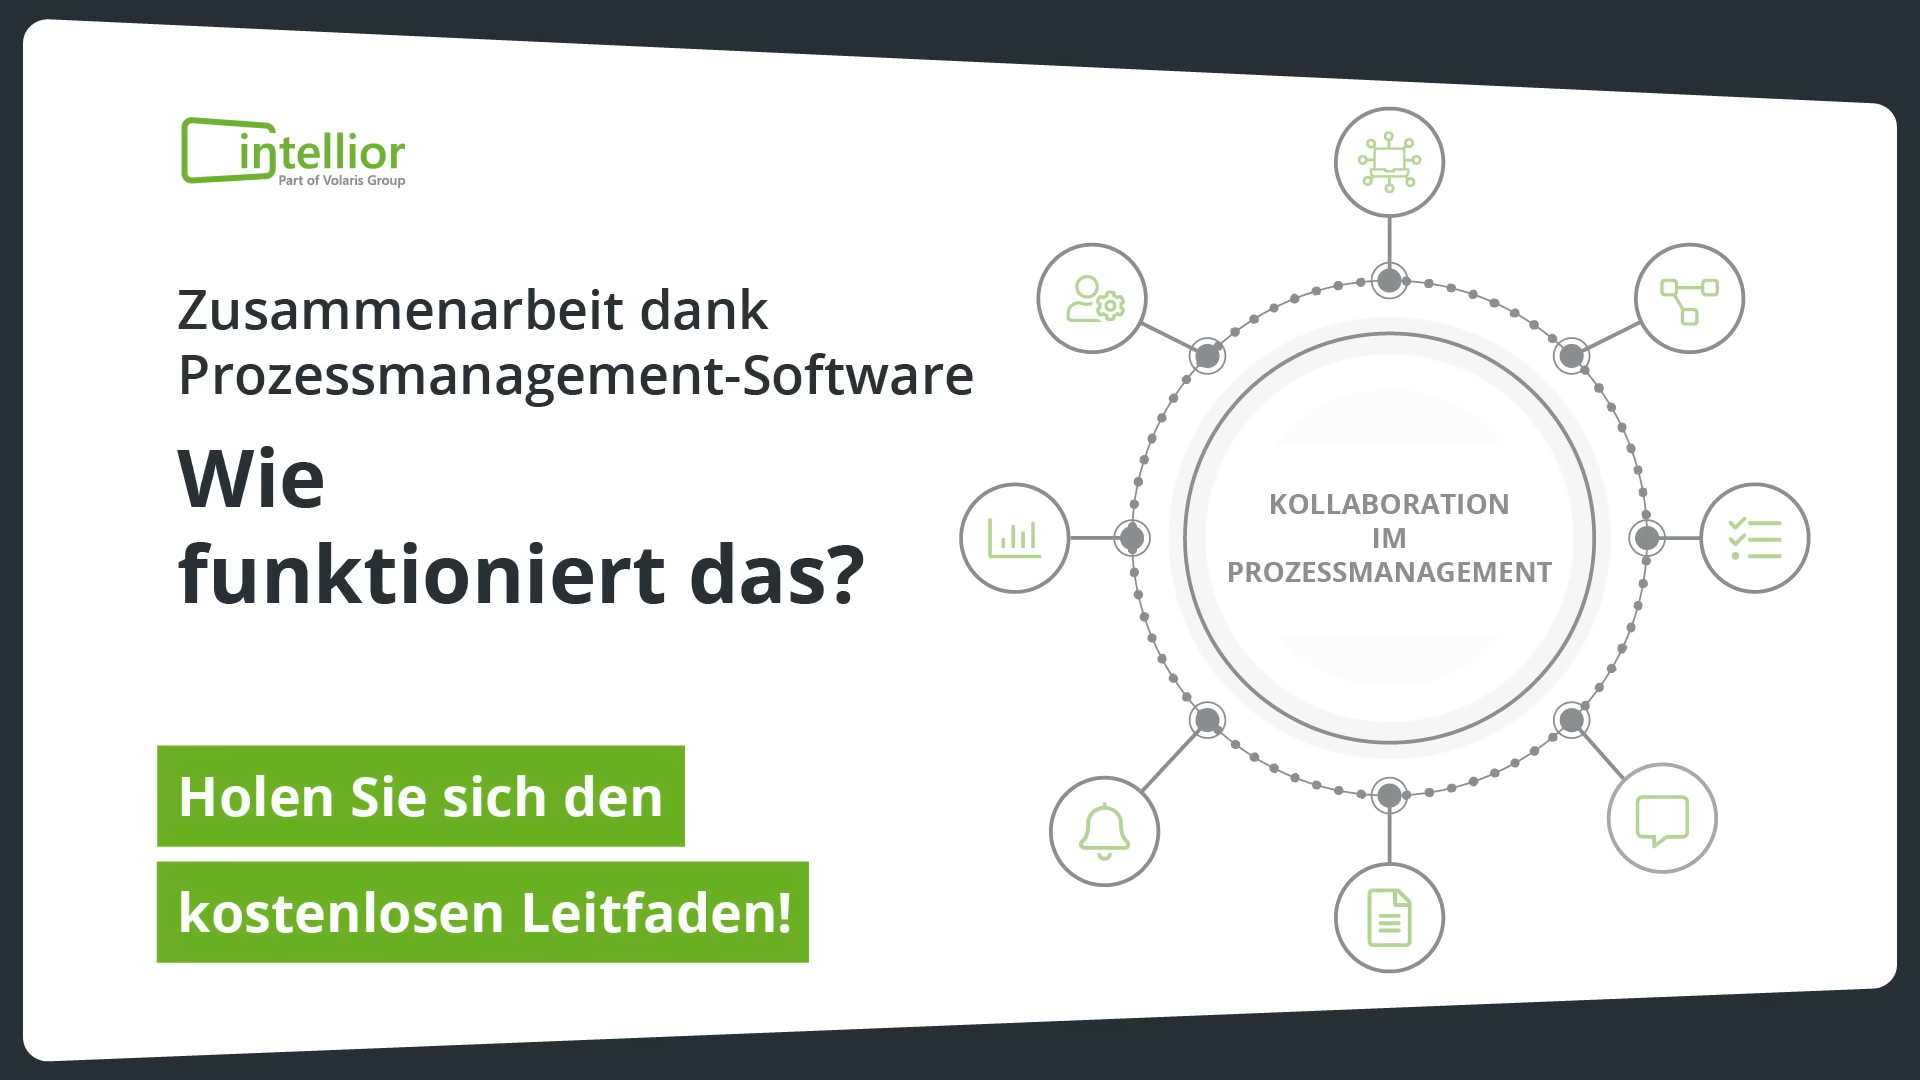 intellior
Part of Volaris Group
Zusammenarbeit dank
Prozessmanagement-Software
Wie
funktioniert das?
Holen Sie sich den
kostenlosen Leitfaden!
KOLLABORATION
IM
PROZESSMANAGEMENT